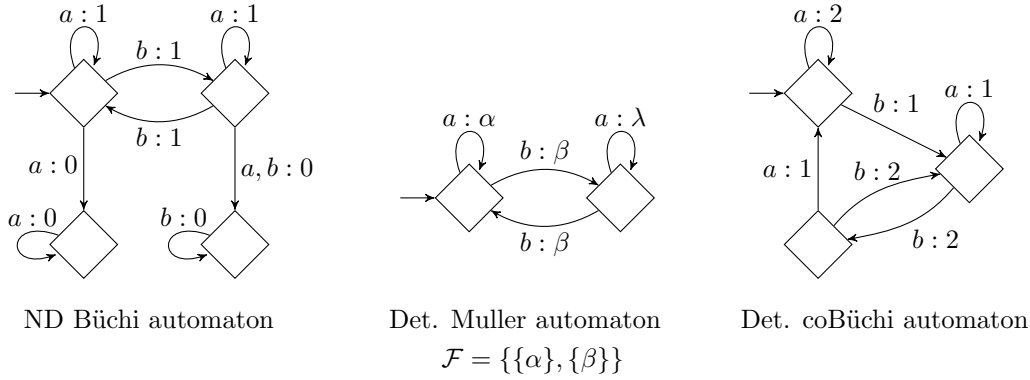 a : 1
a : 1
b : 1
b : 1
a : 0
a, b : 0
a : 0
b : 0
ND Büchi automaton
a : α
a : λ
b : β
b : β
Det. Muller automaton
ℱ = {{α}, {β}}
a : 2
b : 1
a : 1
a : 1
b : 2
b : 2
Det. coBüchi automaton